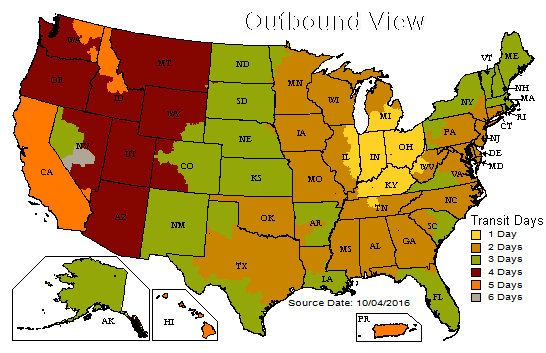 Outbound View
WA
MT
ND
MN
VT
ME
OR
ID
WY
SD
WI
MI
NY
NH
MA
RI
CT
NV
UT
CO
NE
IA
IL
IN
OH
PA
NJ
DE
MD
CA
KS
MO
KY
WV
VA
AZ
NM
OK
AR
TN
NC
SC
TX
LA
MS
AL
GA
FL
Transit Days
1 Day
2 Days
3 Days
4 Days
5 Days
6 Days
Source Date: 10/04/2016
AK
HI
PR